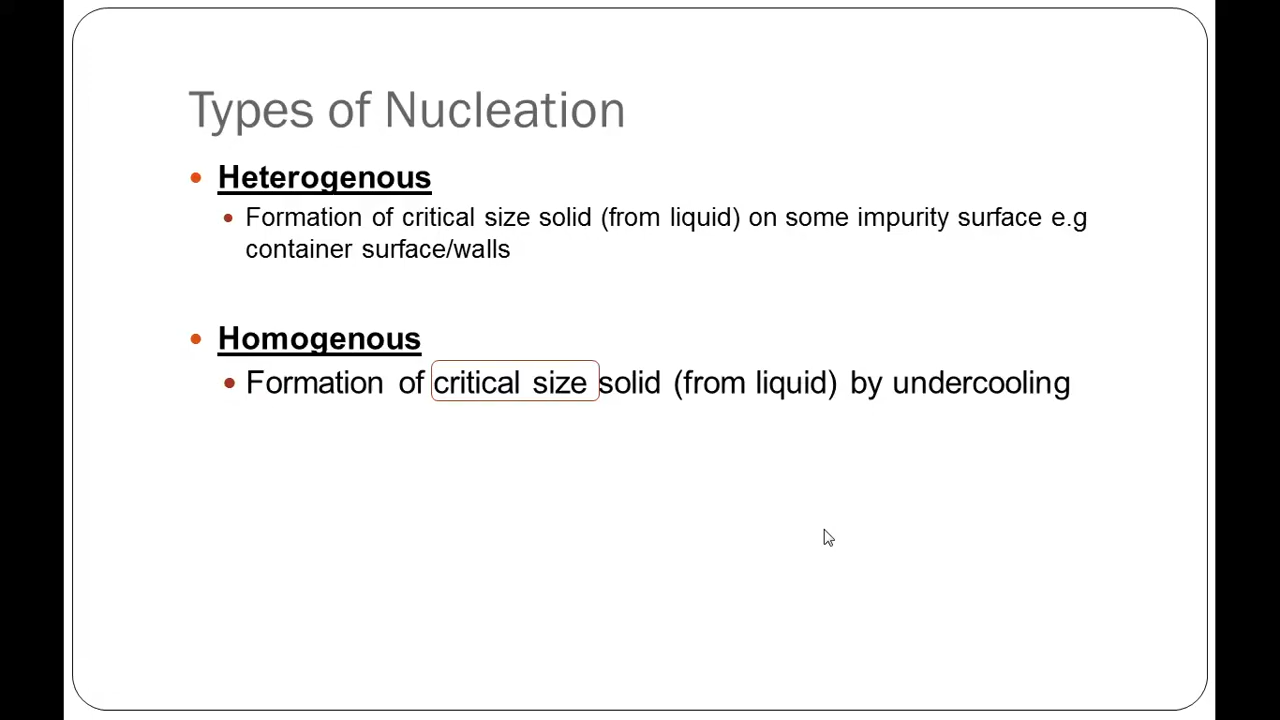 Types of Nucleation
Heterogenous
Formation of critical size solid (from liquid) on some impurity surface e.g
container surface/walls
Homogenous
Formation of critical size solid (from liquid) by undercooling